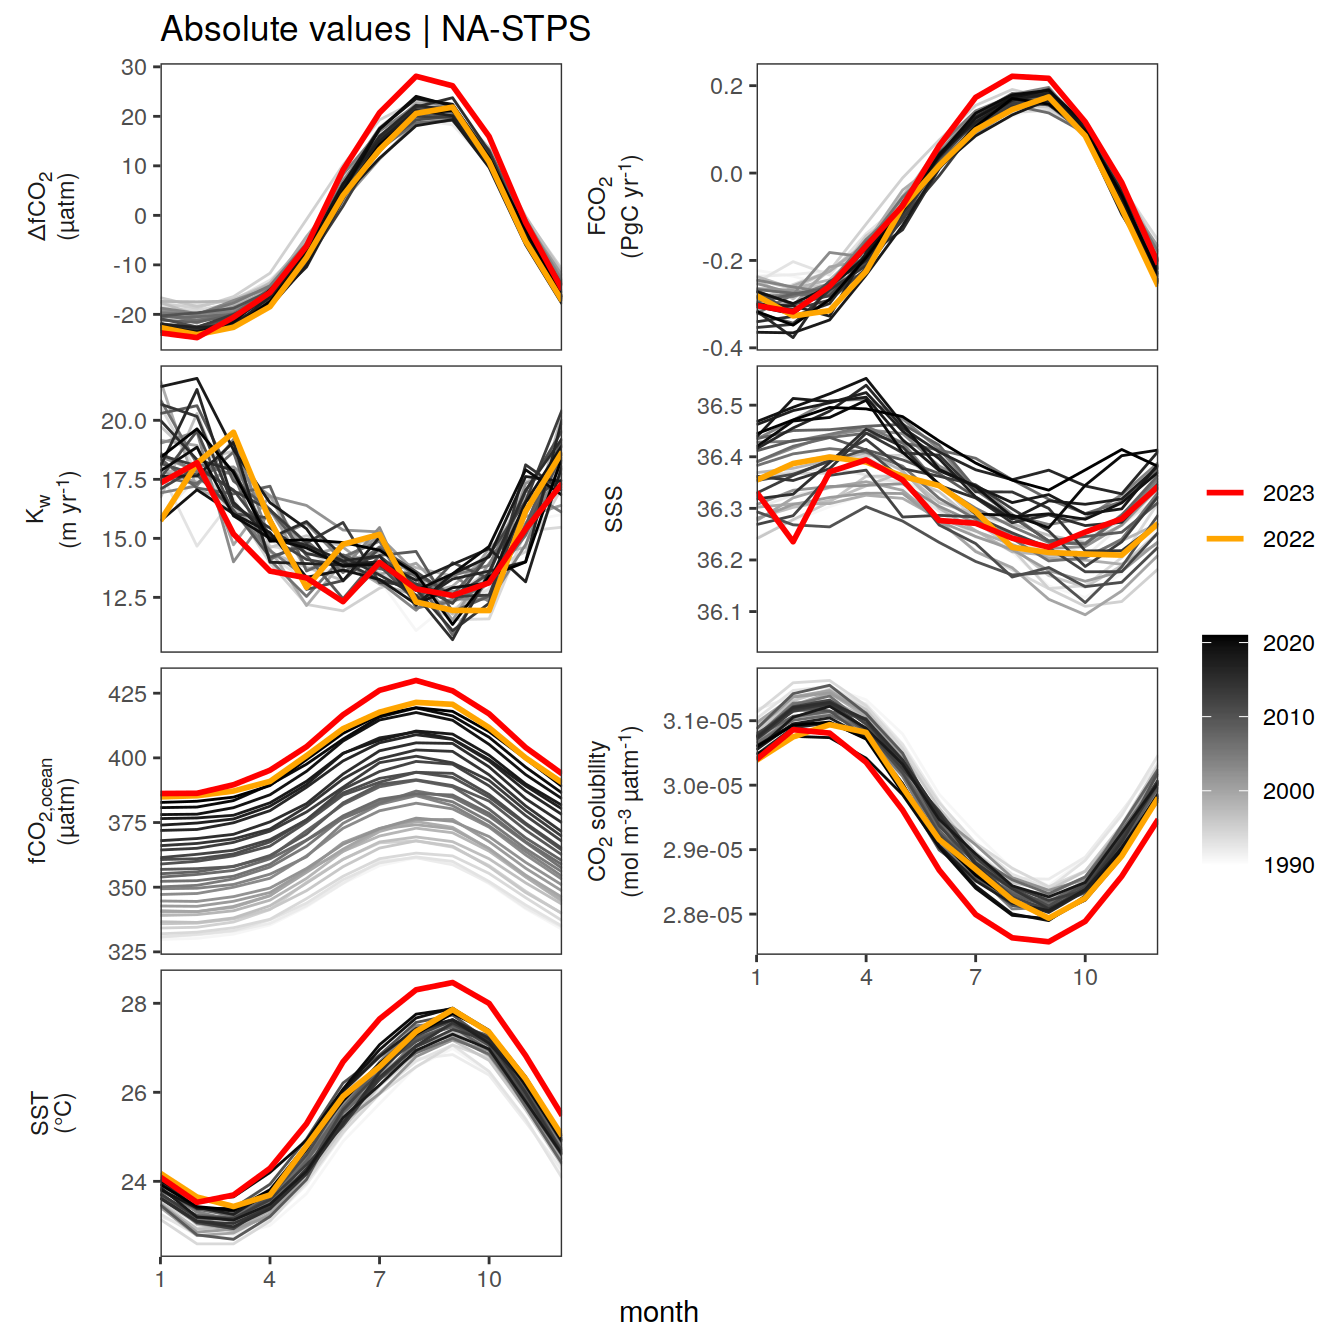 Absolute values | NA-STPS
ΔfCO2
(µatm)
30
20
10
0
-10
-20
FCO2
(PgC yr-1)
0.2
0.0
-0.2
-0.4
Kw
(m yr-1)
20.0
17.5
15.0
12.5
SSS
36.5
36.4
36.3
36.2
36.1
fCO2,ocean
(µatm)
425
400
375
350
325
CO2 solubility
(mol m-3 µatm-1)
3.1e-05
3.0e-05
2.9e-05
2.8e-05
1 4 7 10
SST
(°C)
28
26
24
1 4 7 10
month
2023
2022
2020
2010
2000
1990